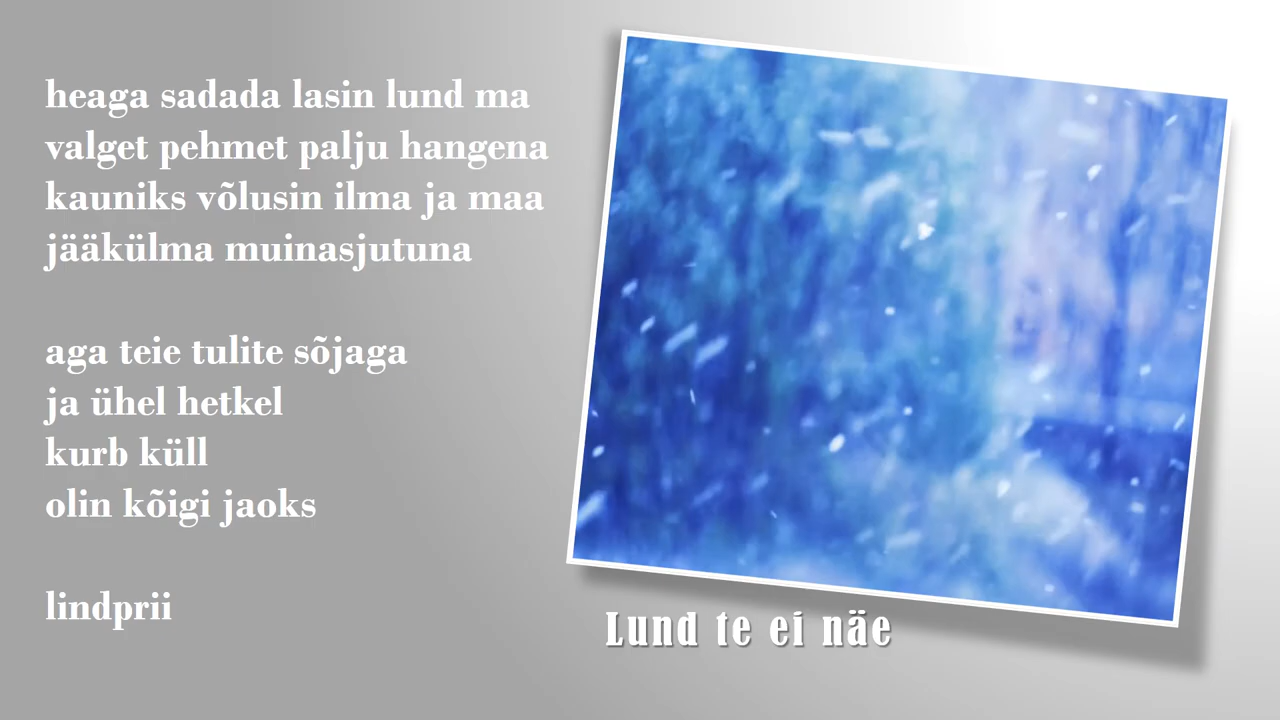 heaga sadada lasin lund ma
valget pehmet palju hangena
kauniks võlusin ilma ja maa
jääkülma muinasjutuna
aga teie tulite sõjaga
ja ühel hetkel
kurb küll
olin kõigi jaoks
lindprii
Lund te ei näe